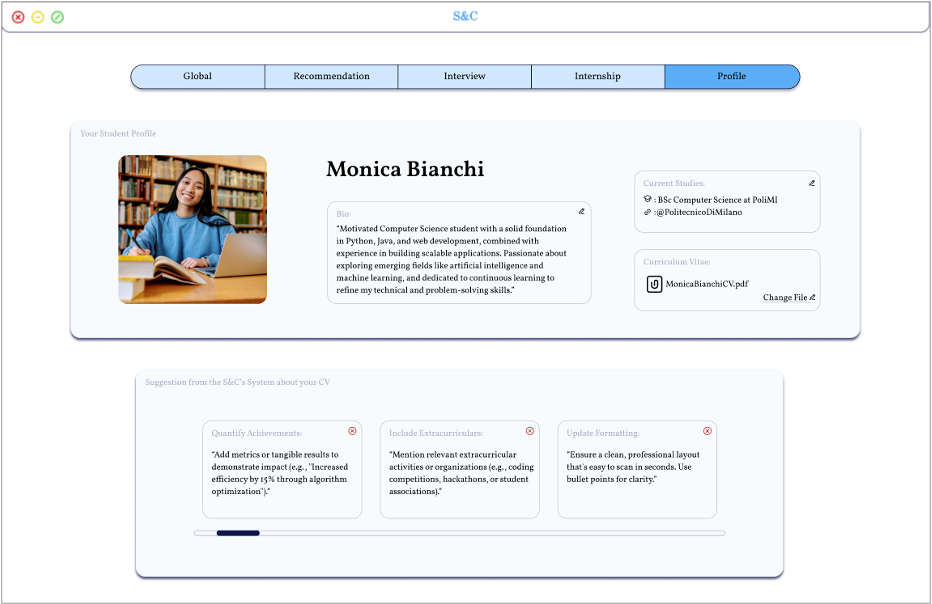 S&C
Global
Recommendation
Interview
Internship
Profile
Your Student Profile
Monica Bianchi
Bio:
"Motivated Computer Science student with a solid foundation
in Python, Java, and web development, combined with
experience in building scalable applications. Passionate about
exploring emerging fields like artificial intelligence and
machine learning, and dedicated to continuous learning to
refine my technical and problem-solving skills."
Current Studies:
: BSc Computer Science at PoliMI
:@PolitecnicoDiMilano
Curriculum Vitae:
MonicaBianchiCV.pdf
Change File
Suggestion from the S&C's System about your CV
Quantify Achievements:
"Add metrics or tangible results to
demonstrate impact (e.g., "Increased
efficiency by 15% through algorithm
optimization")."
Include Extracurriculars:
"Mention relevant extracurricular
activities or organizations (e.g., coding
competitions, hackathons, or student
associations)."
Update Formatting:
"Ensure a clean, professional layout
that's easy to scan in seconds. Use
bullet points for clarity."